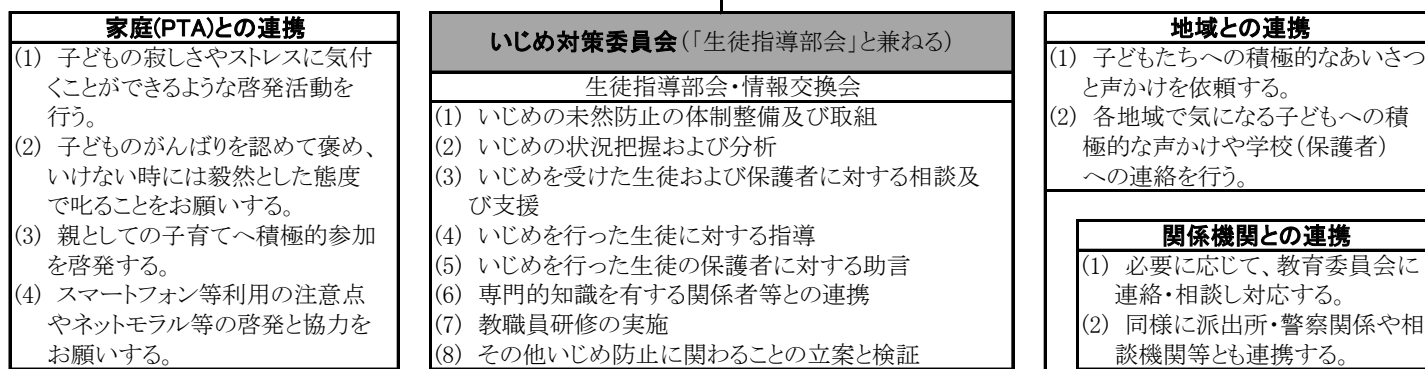 家庭(PTA)との連携
(1) 子どもの寂しさやストレスに気付
くことができるような啓発活動を
行う。
(2) 子どものがんばりを認めて褒め、
いけない時には毅然とした態度
で叱ることをお願いする。
(3) 親としての子育てへ積極的参加
を啓発する。
(4) スマートフォン等利用の注意点
やネットモラル等の啓発と協力を
お願いする。
いじめ対策委員会(「生徒指導部会」と兼ねる)
生徒指導部会・情報交換会
(1) いじめの未然防止の体制整備及び取組
(2) いじめの状況把握および分析
(3) いじめを受けた生徒および保護者に対する相談及
び支援
(4) いじめを行った生徒に対する指導
(5) いじめを行った生徒の保護者に対する助言
(6) 専門的知識を有する関係者等との連携
(7) 教職員研修の実施
(8) その他いじめ防止に関わることの立案と検証
地域との連携
(1) 子どもたちへの積極的なあいさつ
と声かけを依頼する。
(2) 各地域で気になる子どもへの積
極的な声かけや学校(保護者)
への連絡を行う。
関係機関との連携
(1) 必要に応じて、教育委員会に
連絡・相談し対応する。
(2) 同様に派出所・警察関係や相
談機関等とも連携する。